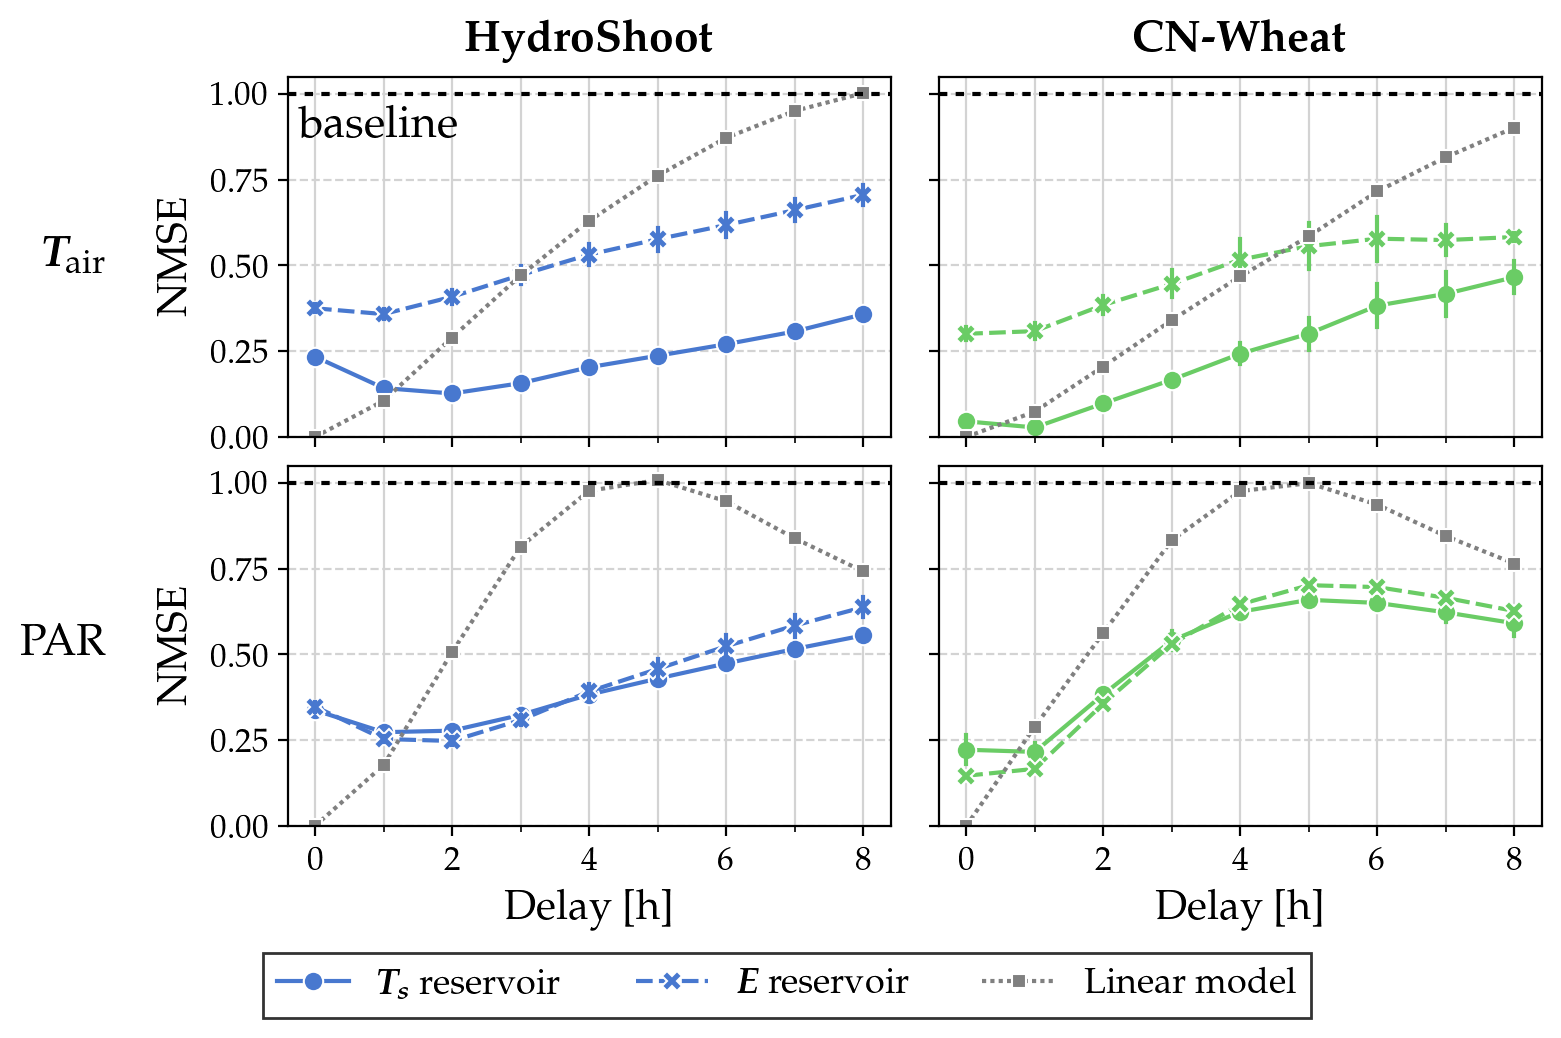 HydroShoot CN-Wheat
1.00
baseline
0.75
T_air NMSE
0.50
0.25
0.00
1.00
0.75
PAR NMSE
0.50
0.25
0.00
0 2 4 6 8 0 2 4 6 8
Delay [h] Delay [h]
T_s reservoir E reservoir Linear model